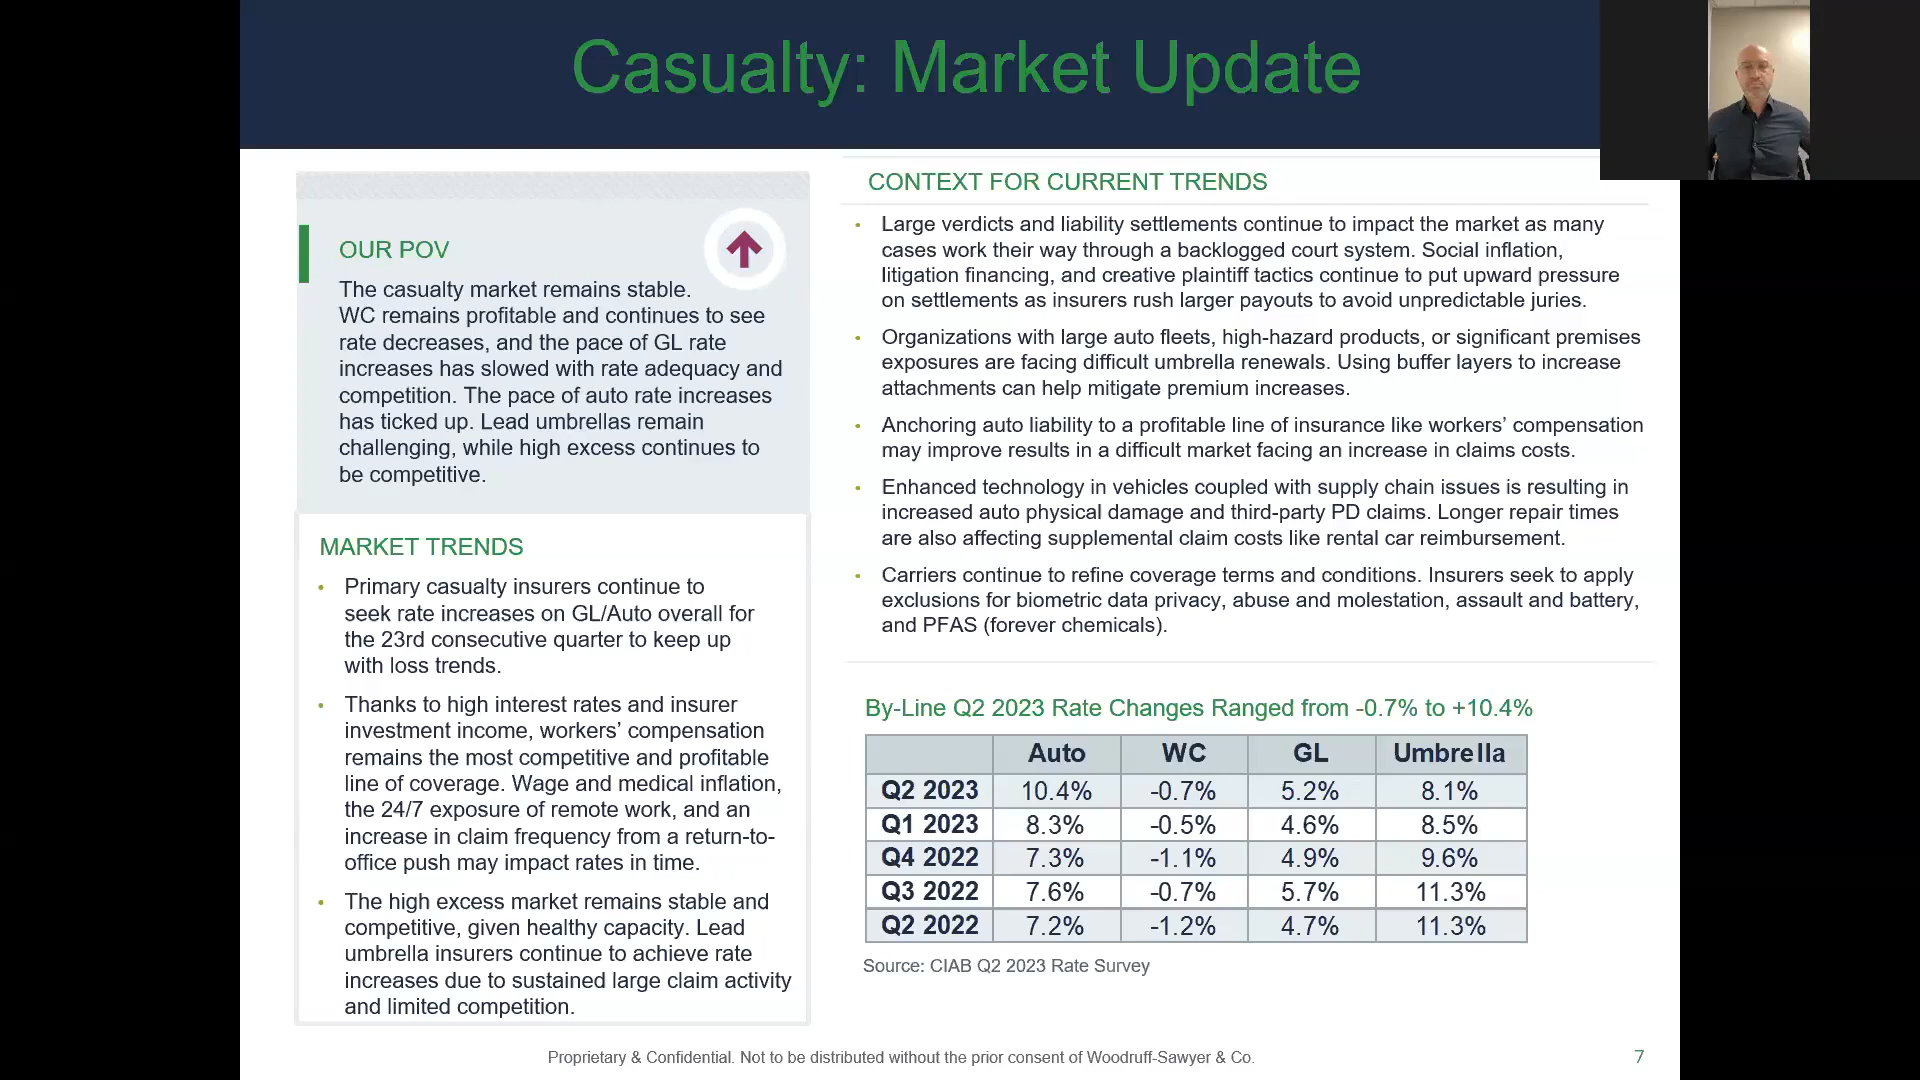 Casualty: Market Update
OUR POV
The casualty market remains stable.
WC remains profitable and continues to see
rate decreases, and the pace of GL rate
increases has slowed with rate adequacy and
competition. The pace of auto rate increases
has ticked up. Lead umbrellas remain
challenging, while high excess continues to
be competitive.
MARKET TRENDS
• Primary casualty insurers continue to
seek rate increases on GL/Auto overall for
the 23rd consecutive quarter to keep up
with loss trends.
• Thanks to high interest rates and insurer
investment income, workers’ compensation
remains the most competitive and profitable
line of coverage. Wage and medical inflation,
the 24/7 exposure of remote work, and an
increase in claim frequency from a return-to-
office push may impact rates in time.
• The high excess market remains stable and
competitive, given healthy capacity. Lead
umbrella insurers continue to achieve rate
increases due to sustained large claim activity
and limited competition.
CONTEXT FOR CURRENT TRENDS
• Large verdicts and liability settlements continue to impact the market as many
cases work their way through a backlogged court system. Social inflation,
litigation financing, and creative plaintiff tactics continue to put upward pressure
on settlements as insurers rush larger payouts to avoid unpredictable juries.
• Organizations with large auto fleets, high-hazard products, or significant premises
exposures are facing difficult umbrella renewals. Using buffer layers to increase
attachments can help mitigate premium increases.
• Anchoring auto liability to a profitable line of insurance like workers’ compensation
may improve results in a difficult market facing an increase in claims costs.
• Enhanced technology in vehicles coupled with supply chain issues is resulting in
increased auto physical damage and third-party PD claims. Longer repair times
are also affecting supplemental claim costs like rental car reimbursement.
• Carriers continue to refine coverage terms and conditions. Insurers seek to apply
exclusions for biometric data privacy, abuse and molestation, assault and battery,
and PFAS (forever chemicals).
By-Line Q2 2023 Rate Changes Ranged from -0.7% to +10.4%
Auto WC GL Umbrella
Q2 2023 10.4% -0.7% 5.2% 8.1%
Q1 2023 8.3% -0.5% 4.6% 8.5%
Q4 2022 7.3% -1.1% 4.9% 9.6%
Q3 2022 7.6% -0.7% 5.7% 11.3%
Q2 2022 7.2% -1.2% 4.7% 11.3%
Source: CIAB Q2 2023 Rate Survey
Proprietary & Confidential. Not to be distributed without the prior consent of Woodruff-Sawyer & Co.
7